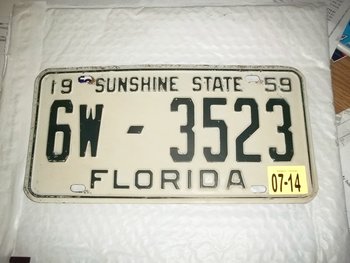 19 SUNSHINE STATE 59
6W - 3523
FLORIDA
07-14